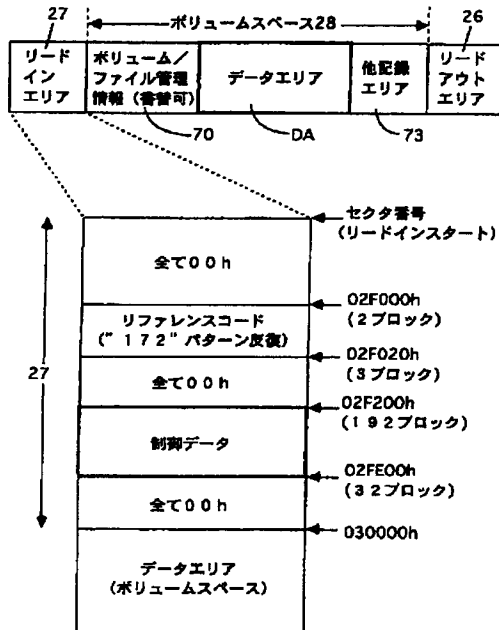 27
ボリュームスペース28
26
リード
イン
エリア
ボリューム／
ファイル管理
情報（書替可）
データエリア
他記録
エリア
リード
アウト
エリア
70
DA
73
セクタ番号
（リードインスタート）
全て００h
02F000h
（2ブロック）
リファレンスコード
（"１７２"パターン反復）
02F020h
（3ブロック）
27
全て００h
02F200h
（１９２ブロック）
制御データ
02FE00h
（３２ブロック）
全て００h
030000h
データエリア
（ボリュームスペース）